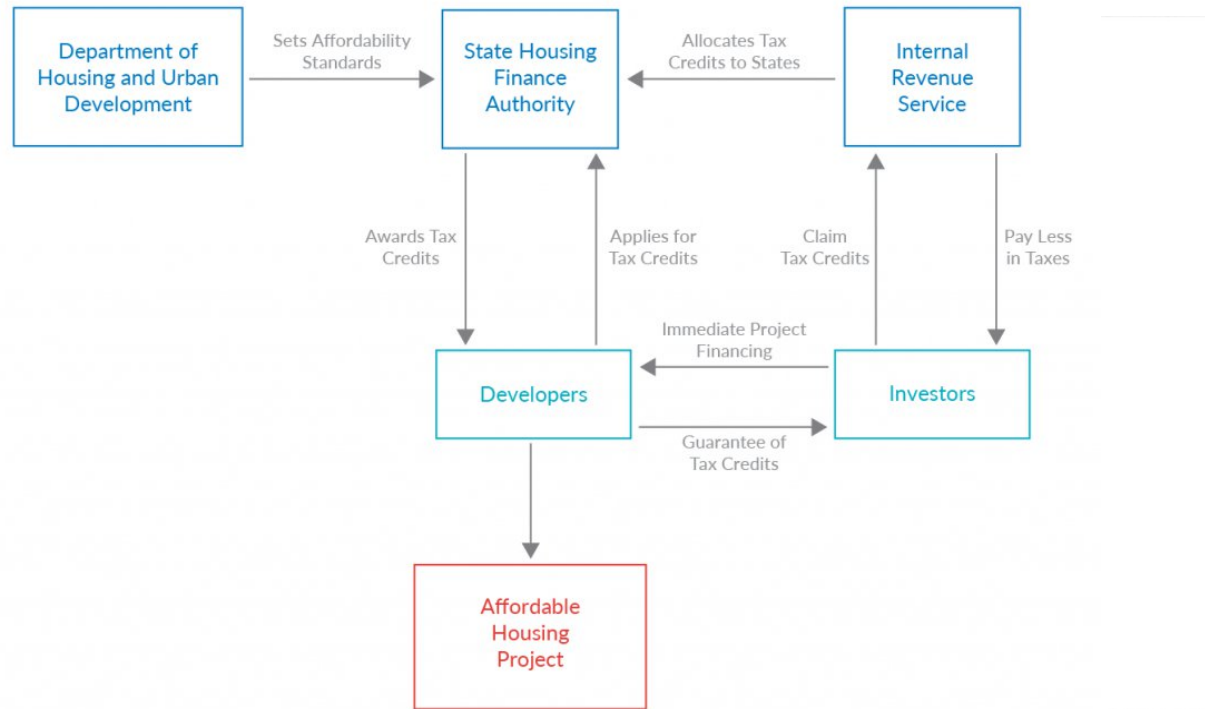 Department of
Housing and Urban
Development
Sets Affordability
Standards
State Housing
Finance
Authority
Allocates Tax
Credits to States
Internal
Revenue
Service
Awards Tax
Credits
Applies for
Tax Credits
Claim
Tax Credits
Pay Less
in Taxes
Immediate Project
Financing
Developers
Investors
Guarantee of
Tax Credits
Affordable
Housing
Project